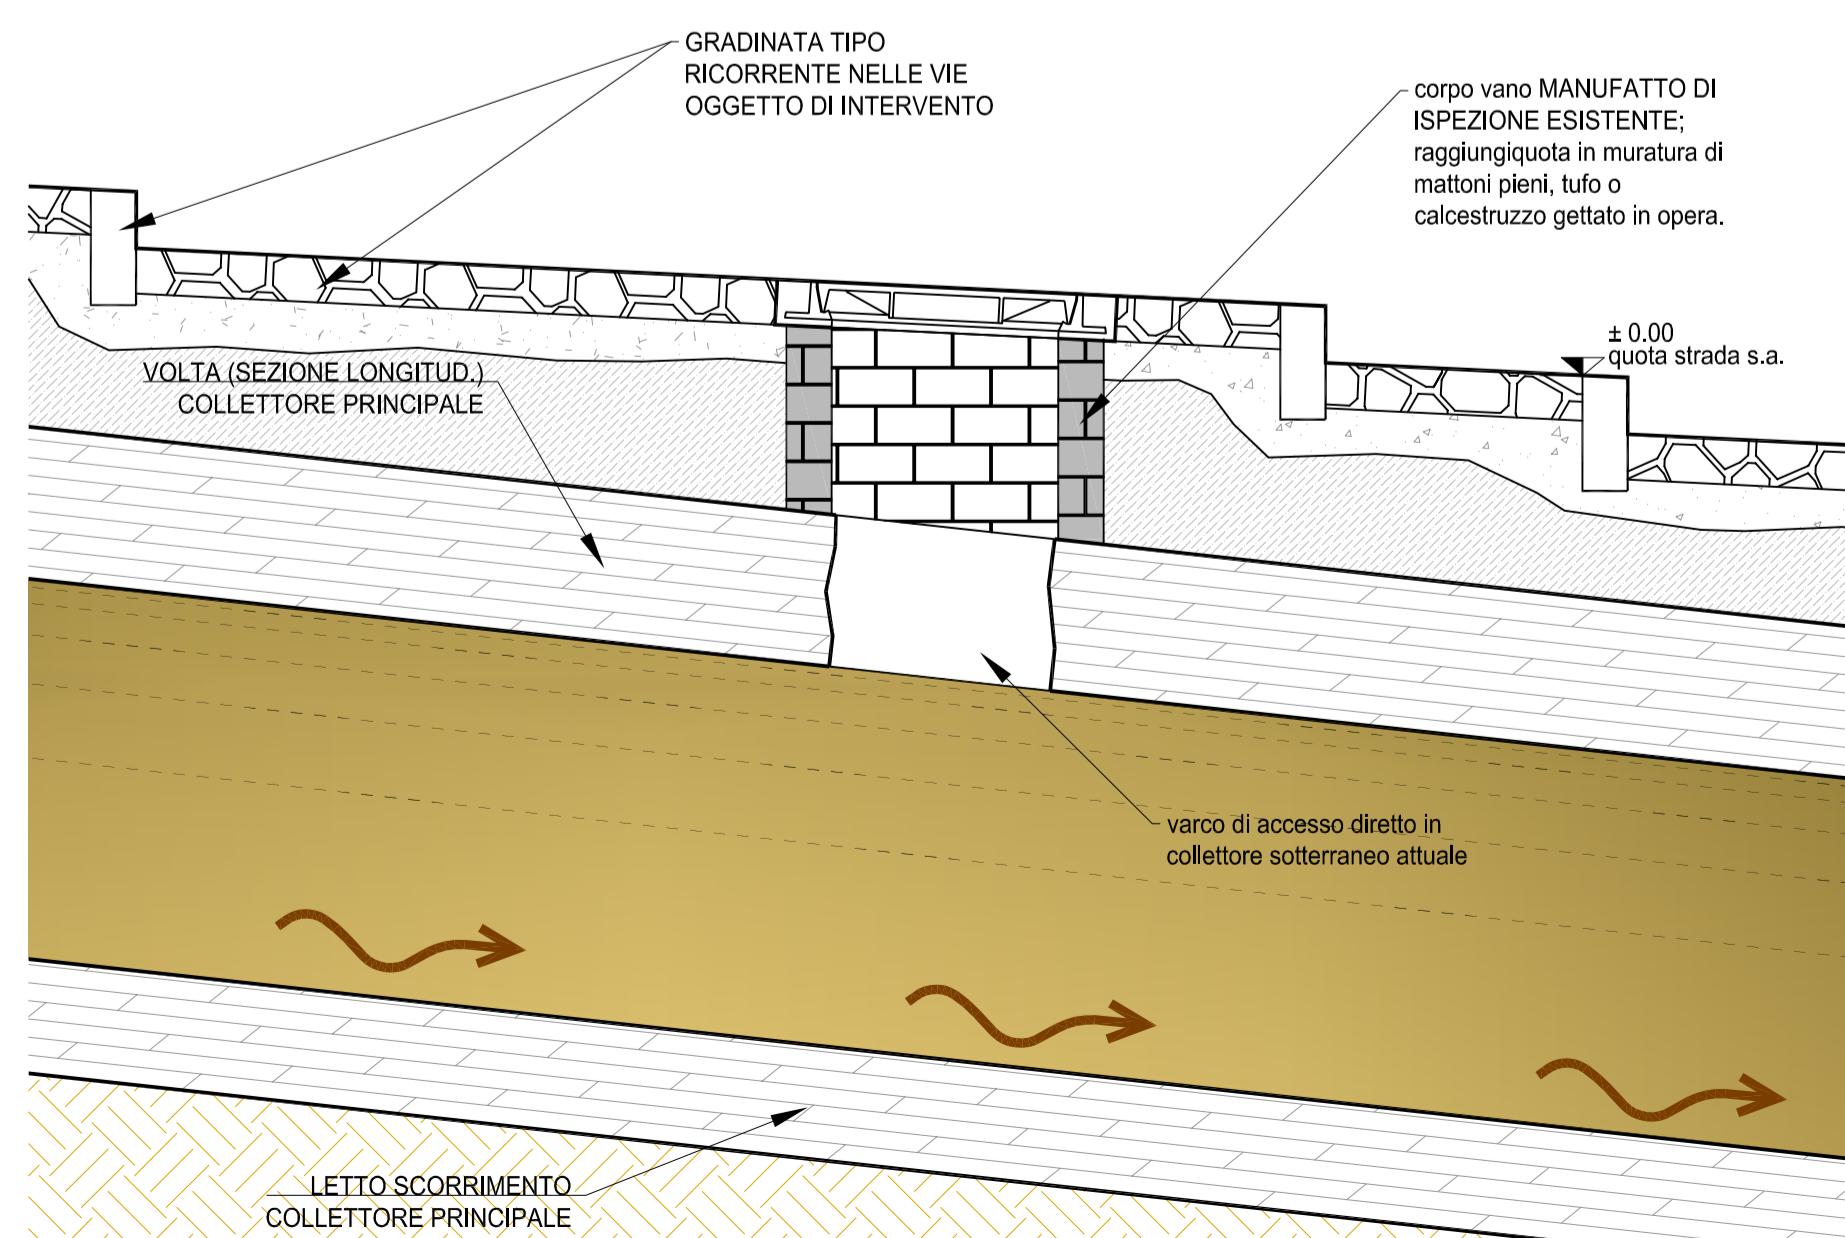 GRADINATA TIPO
RICORRENTE NELLE VIE
OGGETTO DI INTERVENTO
corpo vano MANUFATTO DI
ISPEZIONE ESISTENTE;
raggiungiquota in muratura di
mattoni pieni, tufo o
calcestruzzo gettato in opera.
± 0.00
quota strada s.a.
VOLTA (SEZIONE LONGITUD.)
COLLETTORE PRINCIPALE
varco di accesso diretto in
collettore sotterraneo attuale
LETTO SCORRIMENTO
COLLETTORE PRINCIPALE